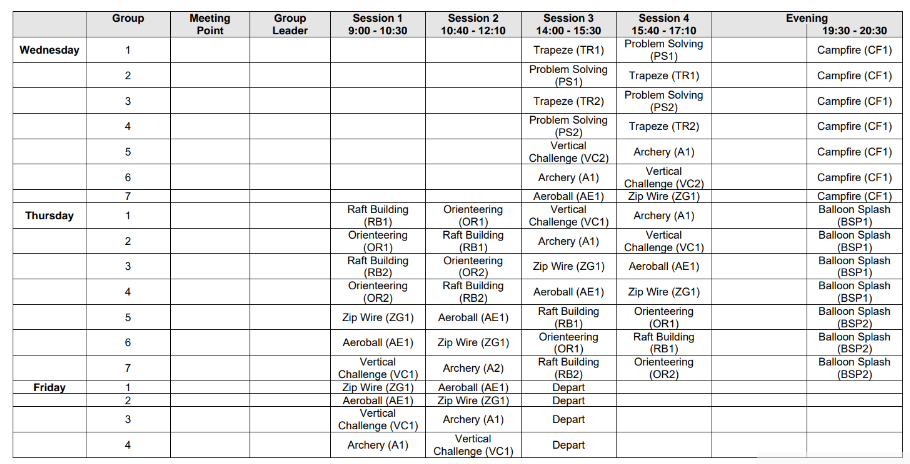 Group Meeting Point Group Leader Session 1 9:00 - 10:30 Session 2 10:40 - 12:10 Session 3 14:00 - 15:30 Session 4 15:40 - 17:10 Evening 19:30 - 20:30
Wednesday 1 Trapeze (TR1) Problem Solving (PS1) Campfire (CF1)
2 Problem Solving (PS1) Trapeze (TR1) Campfire (CF1)
3 Trapeze (TR2) Problem Solving (PS2) Campfire (CF1)
4 Problem Solving (PS2) Trapeze (TR2) Campfire (CF1)
5 Vertical Challenge (VC2) Archery (A1) Campfire (CF1)
6 Archery (A1) Vertical Challenge (VC2) Campfire (CF1)
7 Aeroball (AE1) Zip Wire (ZG1) Campfire (CF1)
Thursday 1 Raft Building (RB1) Orienteering (OR1) Vertical Challenge (VC1) Archery (A1) Balloon Splash (BSP1)
2 Orienteering (OR1) Raft Building (RB1) Archery (A1) Vertical Challenge (VC1) Balloon Splash (BSP1)
3 Raft Building (RB2) Orienteering (OR2) Zip Wire (ZG1) Aeroball (AE1) Balloon Splash (BSP1)
4 Orienteering (OR2) Raft Building (RB2) Aeroball (AE1) Zip Wire (ZG1) Balloon Splash (BSP1)
5 Zip Wire (ZG1) Aeroball (AE1) Raft Building (RB1) Orienteering (OR1) Balloon Splash (BSP2)
6 Aeroball (AE1) Zip Wire (ZG1) Orienteering (OR1) Raft Building (RB1) Balloon Splash (BSP2)
7 Vertical Challenge (VC1) Archery (A2) Raft Building (RB2) Orienteering (OR2) Balloon Splash (BSP2)
Friday 1 Zip Wire (ZG1) Aeroball (AE1) Depart
2 Aeroball (AE1) Zip Wire (ZG1) Depart
3 Vertical Challenge (VC1) Archery (A1) Depart
4 Archery (A1) Vertical Challenge (VC1) Depart